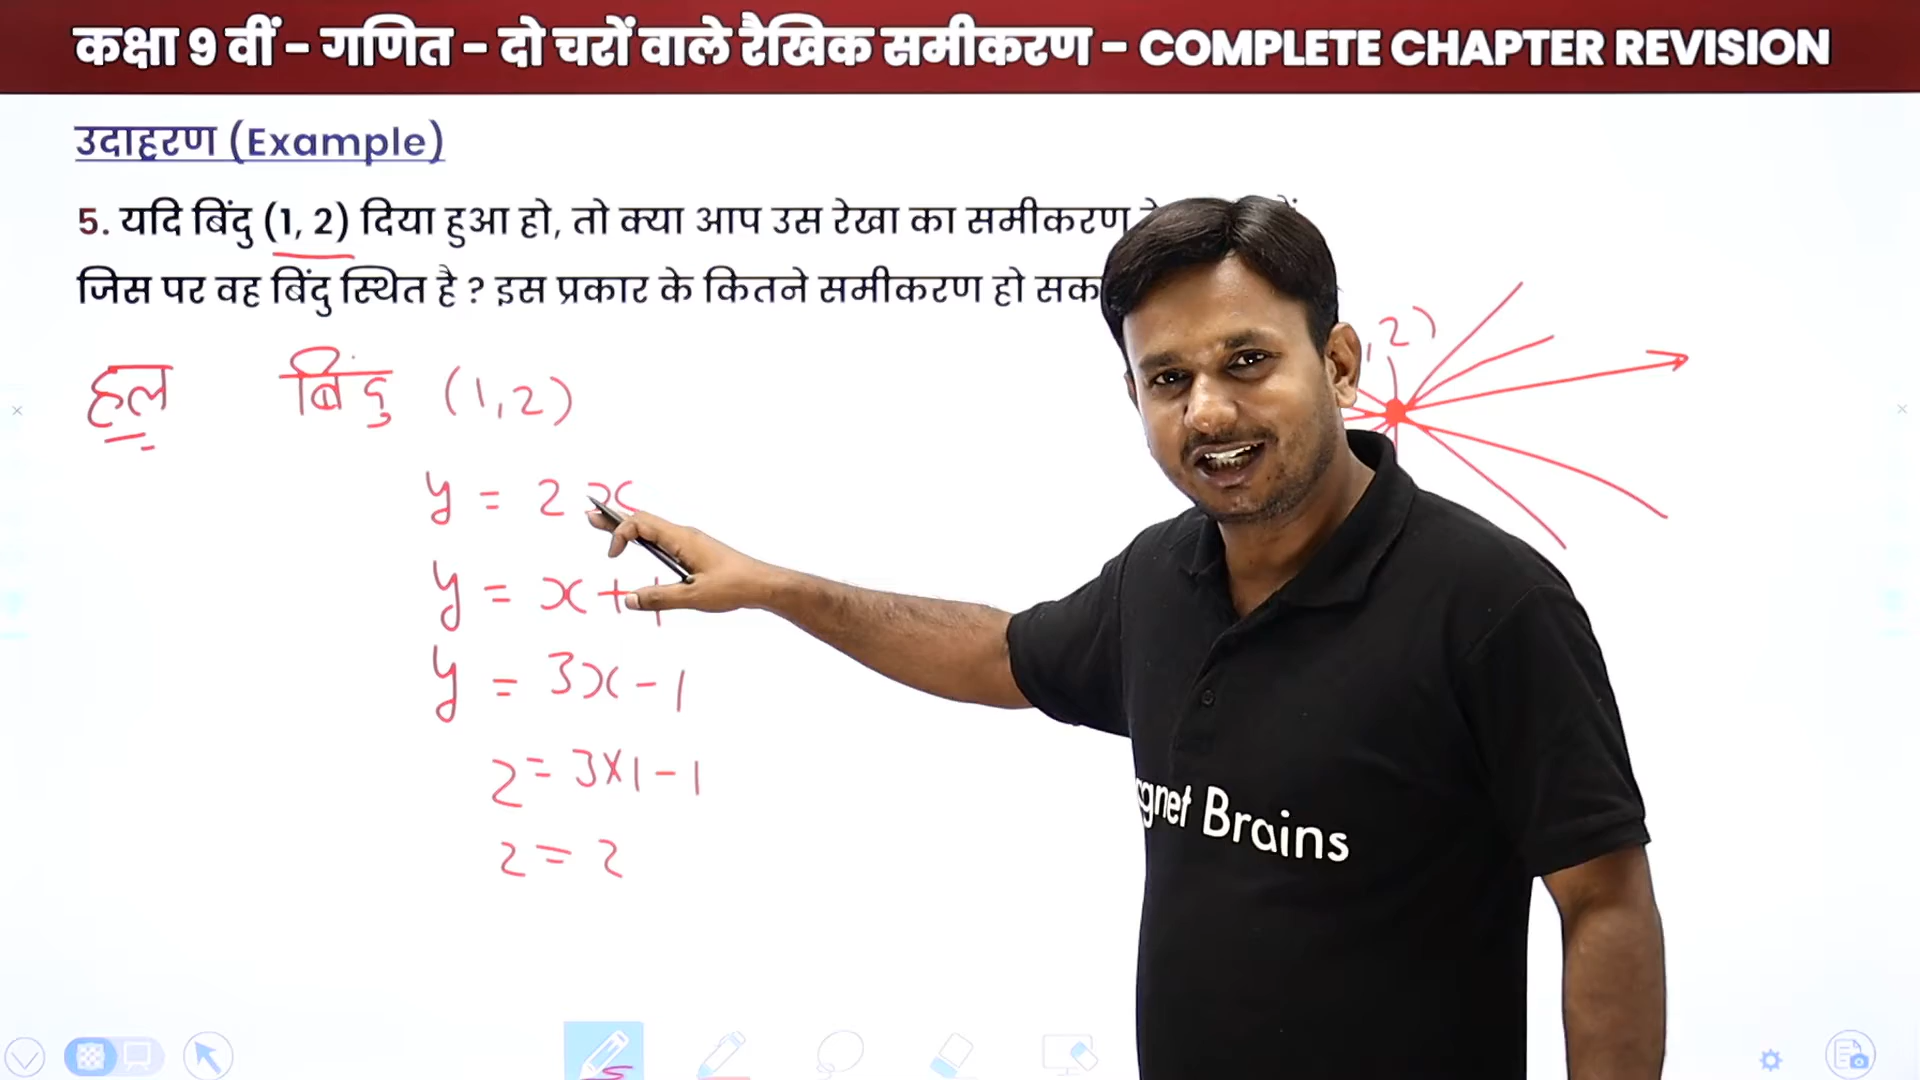 कक्षा 9 वीं – गणित – दो चरों वाले रैखिक समीकरण – COMPLETE CHAPTER REVISION
उदाहरण (Example)
5. यदि बिंदु (1, 2) दिया हुआ हो, तो क्या आप उस रेखा का समीकरण
जिस पर वह बिंदु स्थित है ? इस प्रकार के कितने समीकरण हो सक
, 2)
हल बिंदु (1, 2)
y = 2x
y = x + 1
y = 3x - 1
2 = 3x1 - 1
2 = 2
gnet Brains